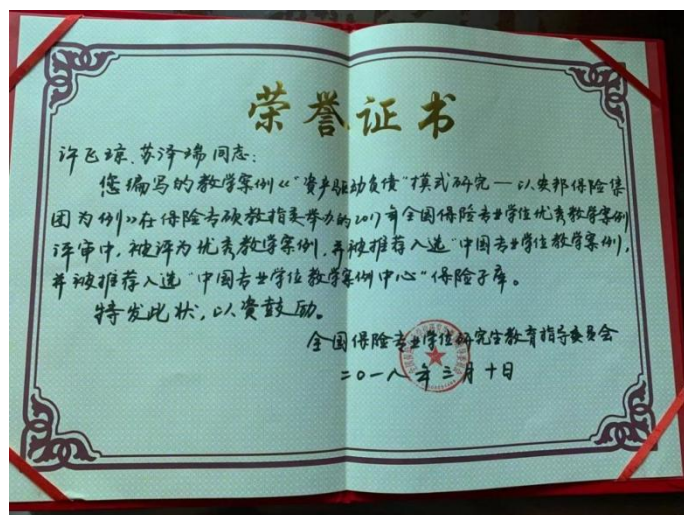 荣誉证书
许飞琼、苏泽瑞同志：
您编写的教学案例《“资产驱动负债”模式研究—以安邦保险集
团为例》在保险专硕教指委举办的2017年全国保险专业学位优秀教学案例
评审中，被评为优秀教学案例，并被推荐入选“中国专业学位教学案例，
并被推荐入选“中国专业学位教学案例中心”保险子库。
特发此状，以资鼓励。
全国保险专业学位研究生教育指导委员会
二〇一八年三月十日